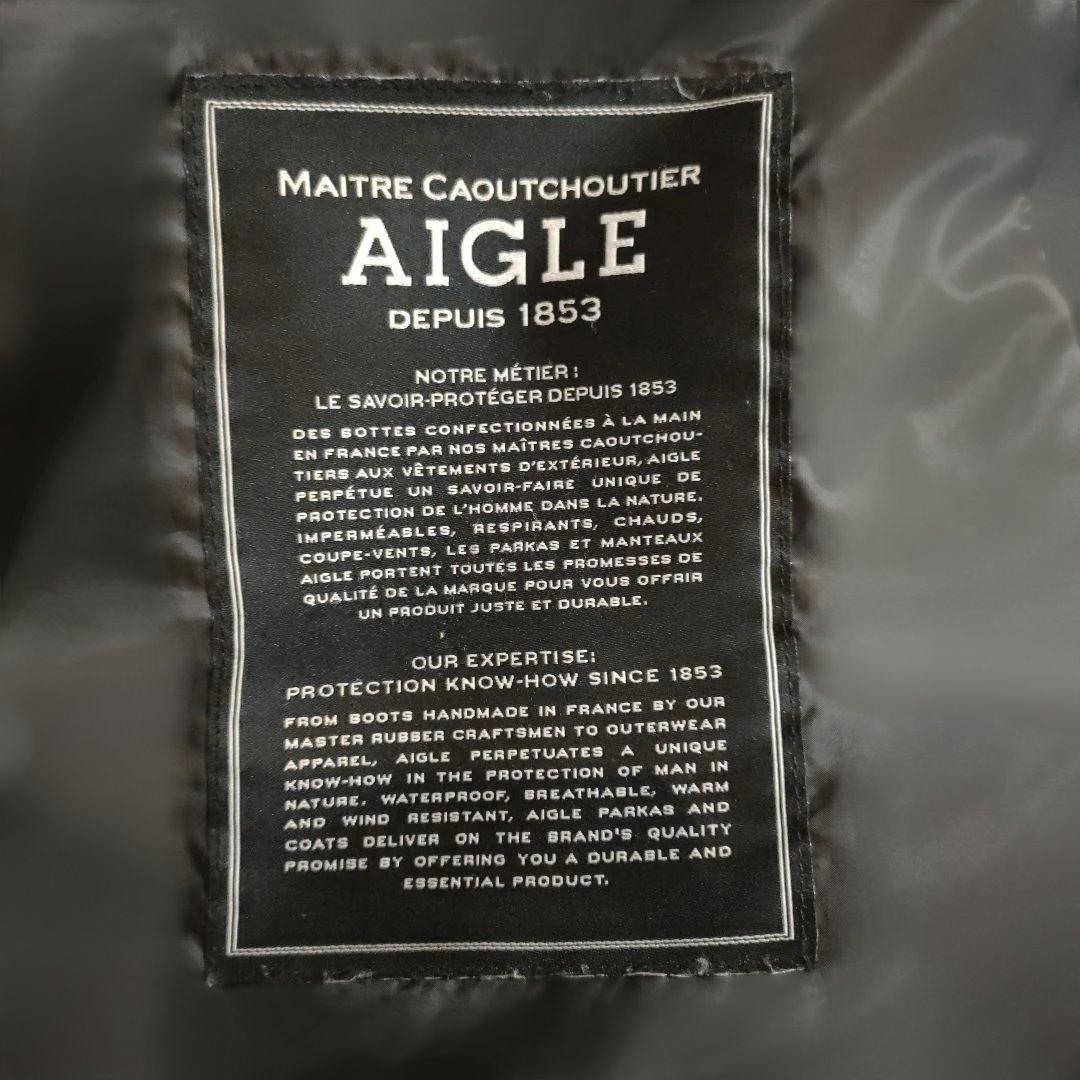 MAITRE CAOUTCHOUTIER
AIGLE
DEPUIS 1853
NOTRE MÉTIER :
LE SAVOIR-PROTÉGER DEPUIS 1853
DES BOTTES CONFECTIONNÉES À LA MAIN
EN FRANCE PAR NOS MAÎTRES CAOUTCHOU-
TIERS AUX VÊTEMENTS D'EXTÉRIEUR, AIGLE
PERPÉTUE UN SAVOIR-FAIRE UNIQUE DE
PROTECTION DE L'HOMME DANS LA NATURE.
IMPERMÉABLES, RESPIRANTS, CHAUDS,
COUPE-VENTS, LES PARKAS ET MANTEAUX
AIGLE PORTENT TOUTES LES PROMESSES DE
QUALITÉ DE LA MARQUE POUR VOUS OFFRIR
UN PRODUIT JUSTE ET DURABLE.
OUR EXPERTISE:
PROTECTION KNOW-HOW SINCE 1853
FROM BOOTS HANDMADE IN FRANCE BY OUR
MASTER RUBBER CRAFTSMEN TO OUTERWEAR
APPAREL, AIGLE PERPETUATES A UNIQUE
KNOW-HOW IN THE PROTECTION OF MAN IN
NATURE. WATERPROOF, BREATHABLE, WARM
AND WIND RESISTANT, AIGLE PARKAS AND
COATS DELIVER ON THE BRAND'S QUALITY
PROMISE BY OFFERING YOU A DURABLE AND
ESSENTIAL PRODUCT.